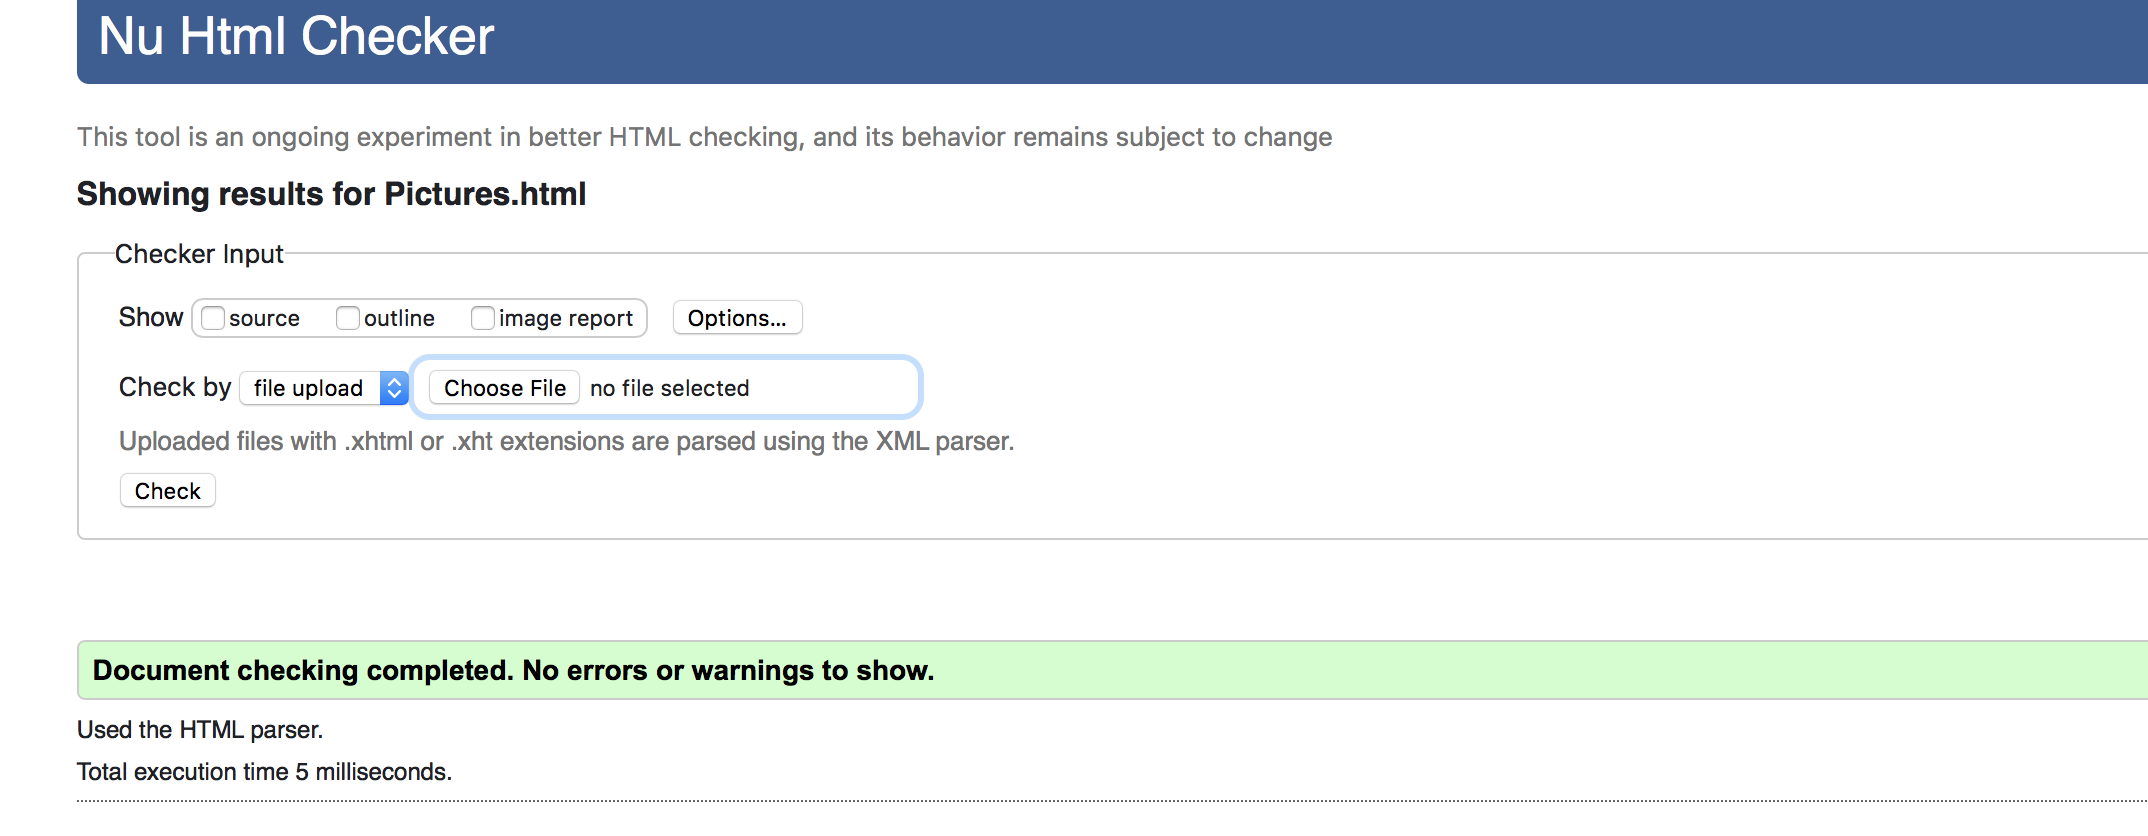 Nu Html Checker
This tool is an ongoing experiment in better HTML checking, and its behavior remains subject to change
Showing results for Pictures.html
Checker Input
Show source outline image report Options...
Check by file upload Choose File no file selected
Uploaded files with .xhtml or .xht extensions are parsed using the XML parser.
Check
Document checking completed. No errors or warnings to show.
Used the HTML parser.
Total execution time 5 milliseconds.